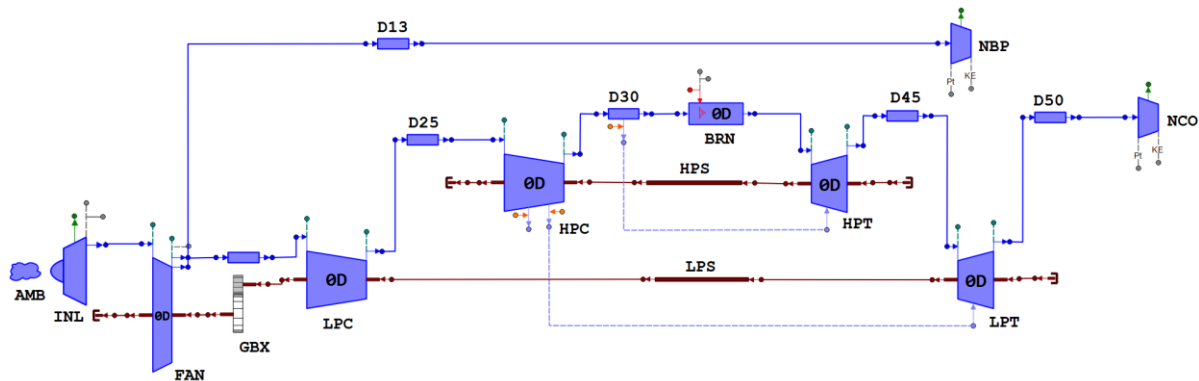 D13
NBP
Pt
KE
D30
0D
BRN
D45
D50
NCO
Pt
KE
D25
0D
HPC
HPS
0D
HPT
AMB
INL
0D
FAN
GBX
0D
LPC
LPS
0D
LPT